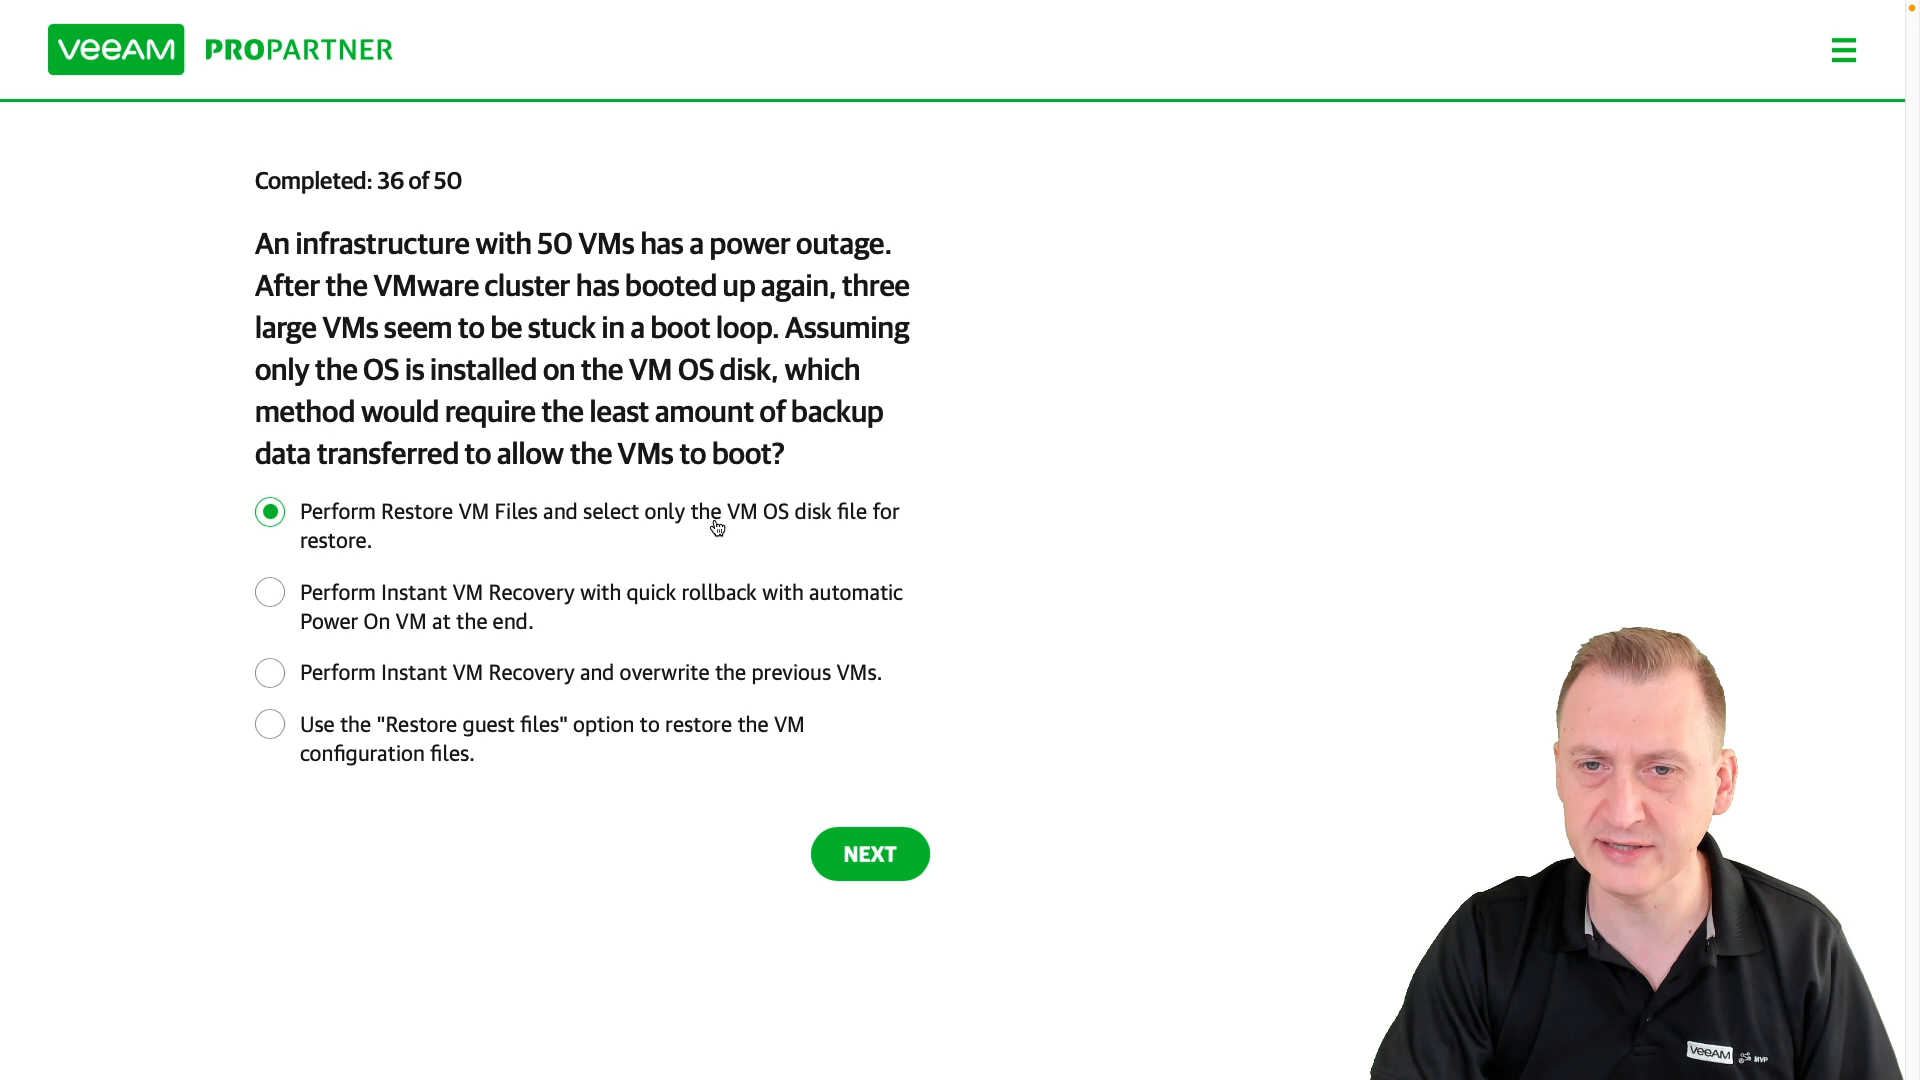 veeAM PROPARTNER
Completed: 36 of 50
An infrastructure with 50 VMs has a power outage.
After the VMware cluster has booted up again, three
large VMs seem to be stuck in a boot loop. Assuming
only the OS is installed on the VM OS disk, which
method would require the least amount of backup
data transferred to allow the VMs to boot?
Perform Restore VM Files and select only the VM OS disk file for
restore.
Perform Instant VM Recovery with quick rollback with automatic
Power On VM at the end.
Perform Instant VM Recovery and overwrite the previous VMs.
Use the "Restore guest files" option to restore the VM
configuration files.
NEXT
veeAM MVP